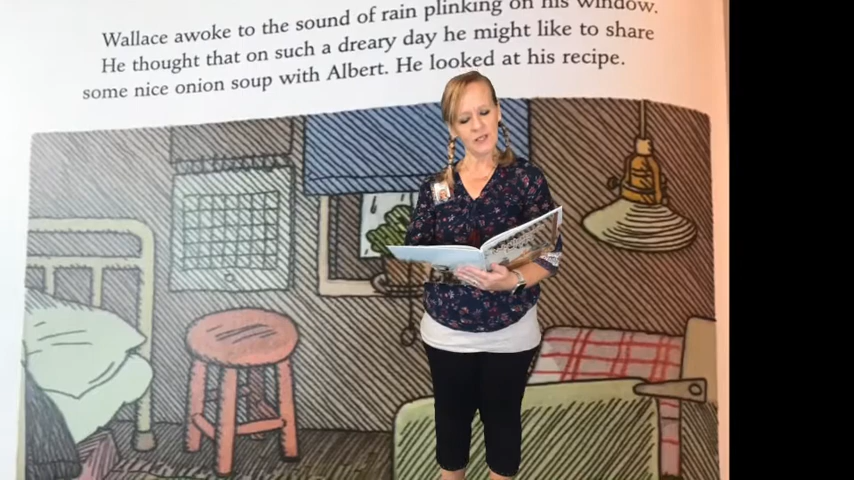 Wallace awoke to the sound of rain plinking on his window.
He thought that on such a dreary day he might like to share
some nice onion soup with Albert. He looked at his recipe.